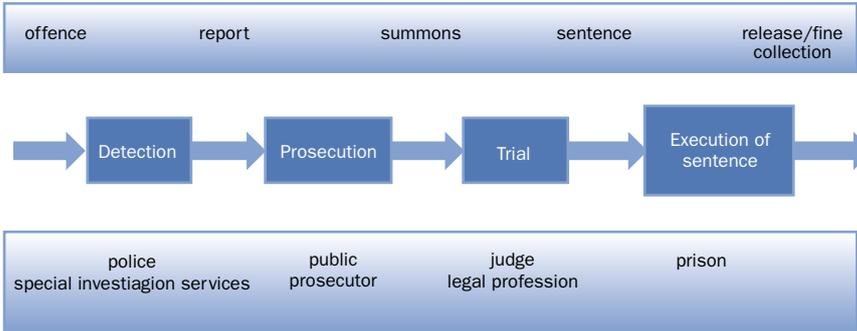 offence report summons sentence release/fine
collection
Detection Prosecution Trial Execution of
sentence
police public judge prison
special investiagion services prosecutor legal profession